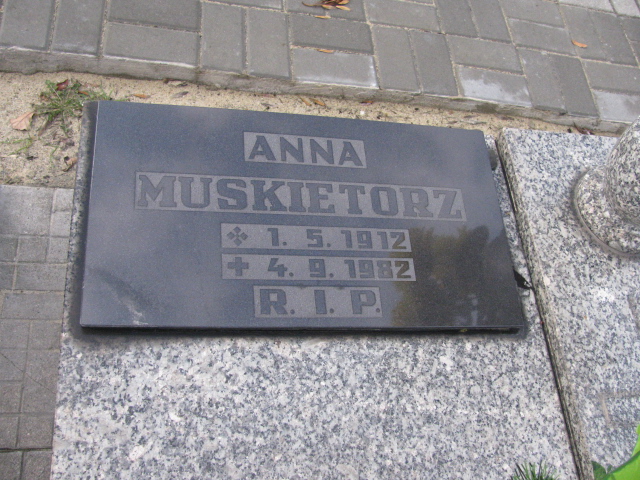 ANNA
MUSKIETORZ
1. 5. 1912
4. 9. 1982
R. I. P.